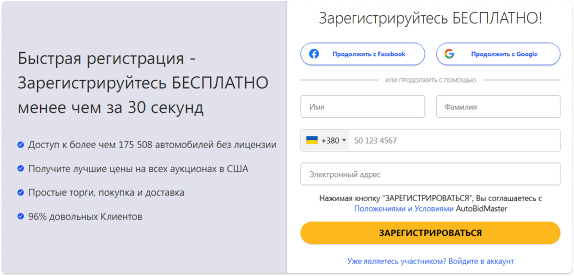 Быстрая регистрация -
Зарегистрируйтесь БЕСПЛАТНО
менее чем за 30 секунд
Доступ к более чем 175 508 автомобилей без лицензии
Получите лучшие цены на всех аукционах в США
Простые торги, покупка и доставка
96% довольных Клиентов
Зарегистрируйтесь БЕСПЛАТНО!
Продолжить с Facebook
Продолжить с Google
ИЛИ ПРОДОЛЖИТЬ С ПОМОЩЬЮ
Имя
Фамилия
+380
50 123 4567
Электронный адрес
Нажимая кнопку "ЗАРЕГИСТРИРОВАТЬСЯ", Вы соглашаетесь с
Положениями и Условиями AutoBidMaster
ЗАРЕГИСТРИРОВАТЬСЯ
Уже являетесь участником? Войдите в аккаунт